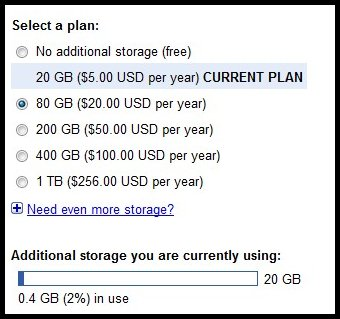 Select a plan:
No additional storage (free)
20 GB ($5.00 USD per year) CURRENT PLAN
80 GB ($20.00 USD per year)
200 GB ($50.00 USD per year)
400 GB ($100.00 USD per year)
1 TB ($256.00 USD per year)
Need even more storage?
Additional storage you are currently using:
20 GB
0.4 GB (2%) in use